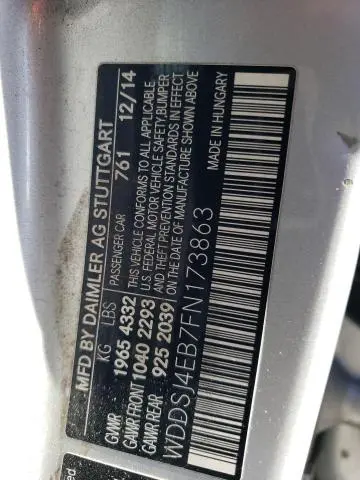 MFD BY DAIMLER AG STUTTGART
KG LBS PASSENGER CAR 761 12/14
GVWR 1965 4332 THIS VEHICLE CONFORMS TO ALL APPLICABLE
GAWR FRONT 1040 2293 U.S. FEDERAL MOTOR VEHICLE SAFETY, BUMPER
GAWR REAR 925 2039 AND THEFT PREVENTION STANDARDS IN EFFECT
ON THE DATE OF MANUFACTURE SHOWN ABOVE
WDDSJ4EB7FN173863 MADE IN HUNGARY